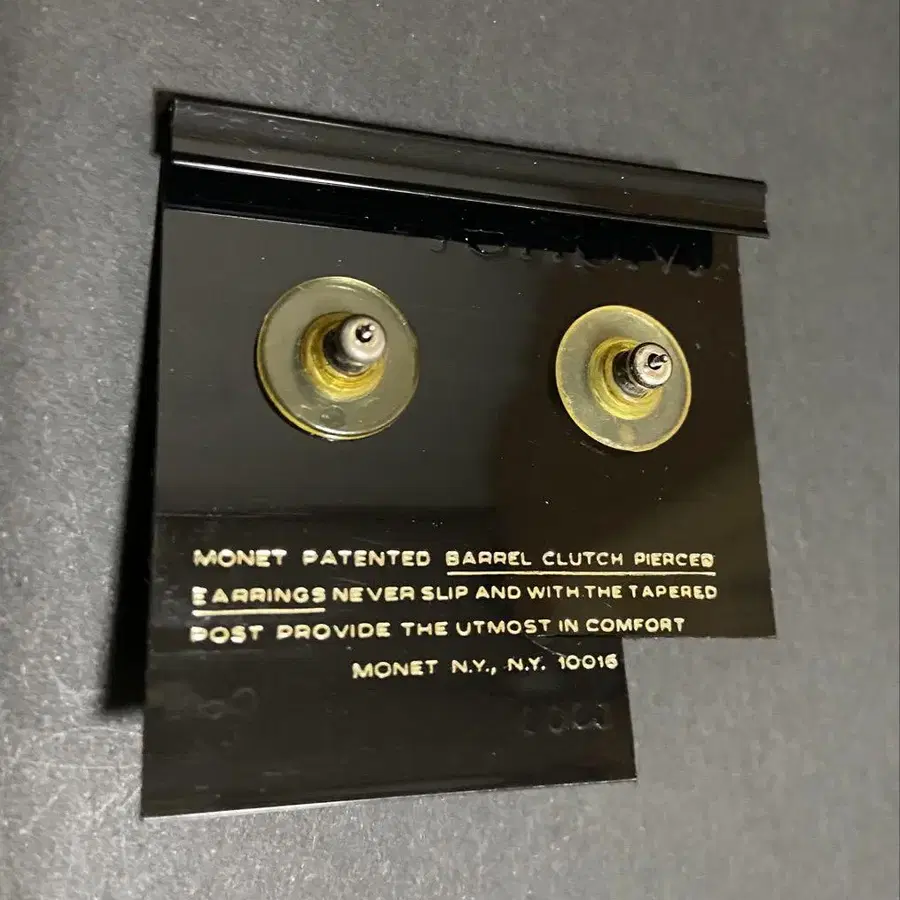 MONET PATENTED BARREL CLUTCH PIERCED
EARRINGS NEVER SLIP AND WITH THE TAPERED
POST PROVIDE THE UTMOST IN COMFORT
MONET N.Y., N.Y. 10016